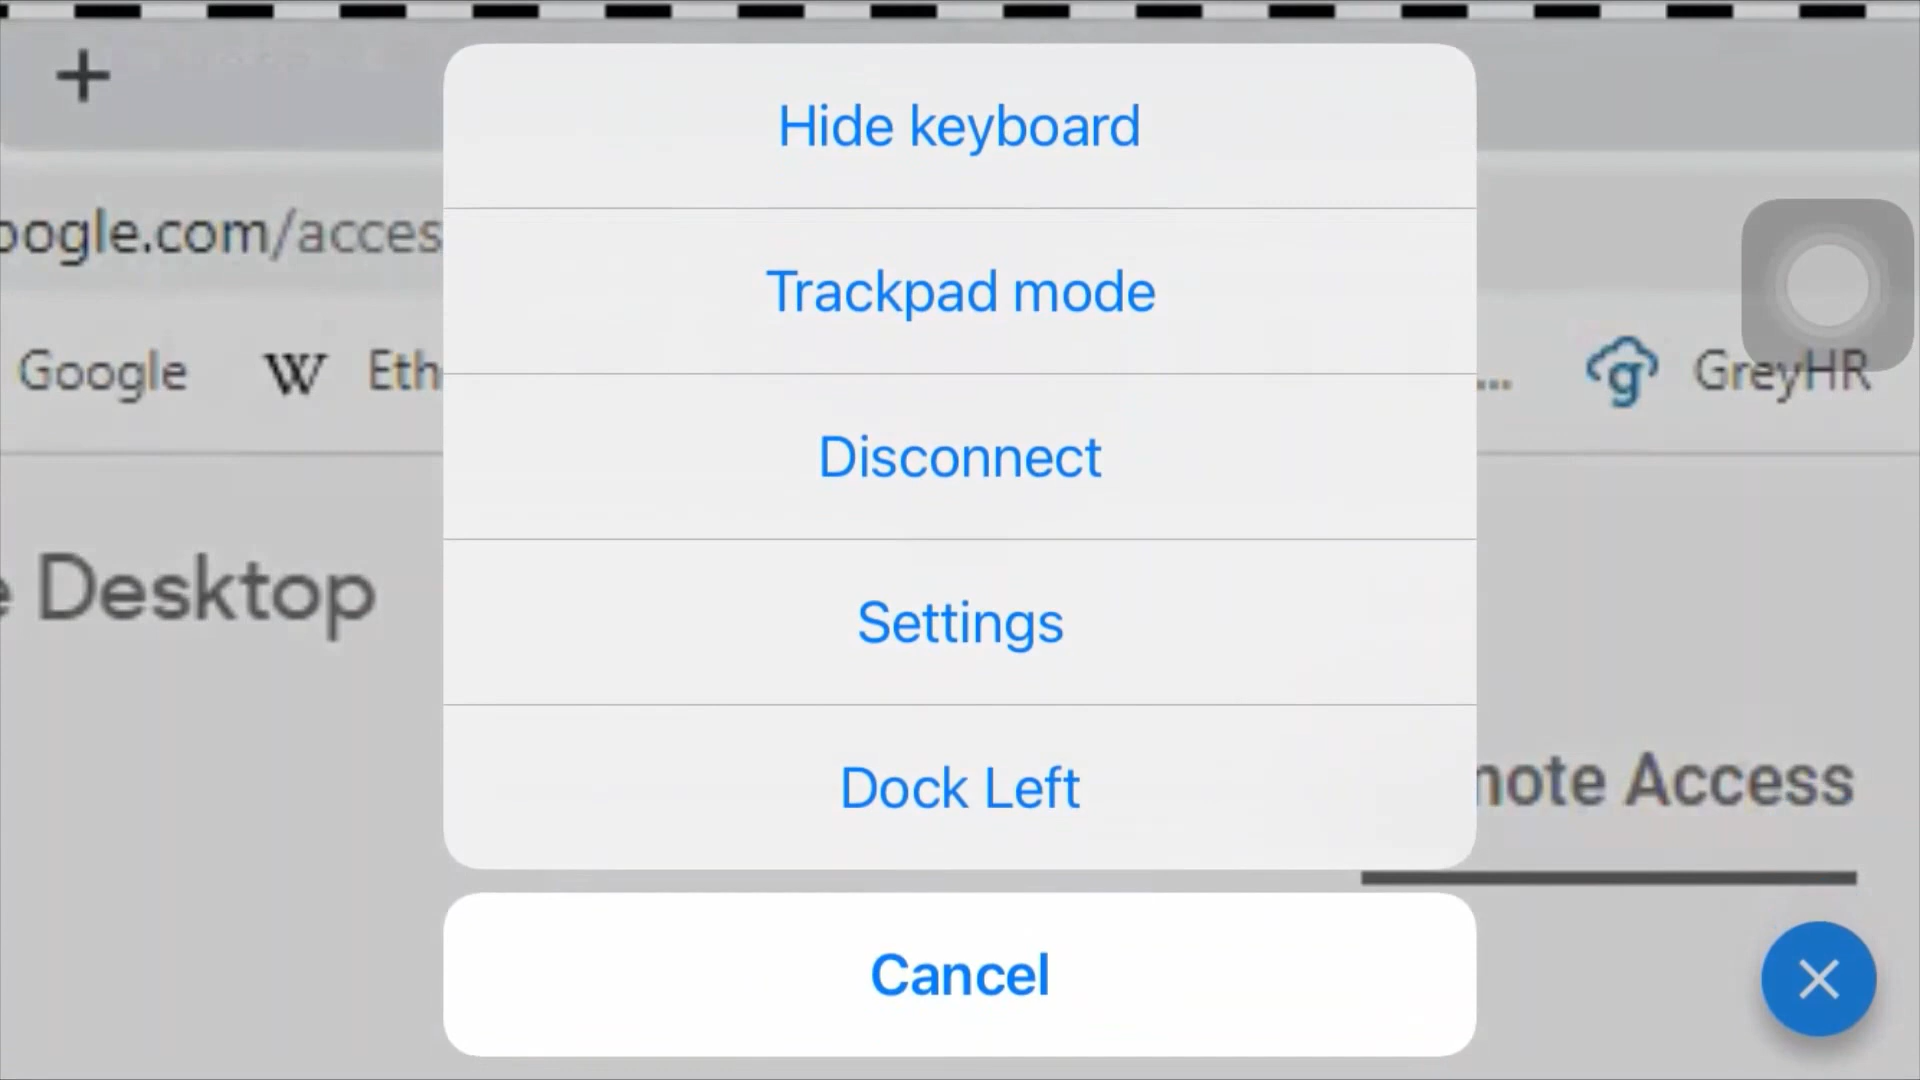 Hide keyboard
oogle.com/acces
Trackpad mode
Google
W Eth
...
GreyHR
Disconnect
e Desktop
Settings
Dock Left
mote Access
Cancel